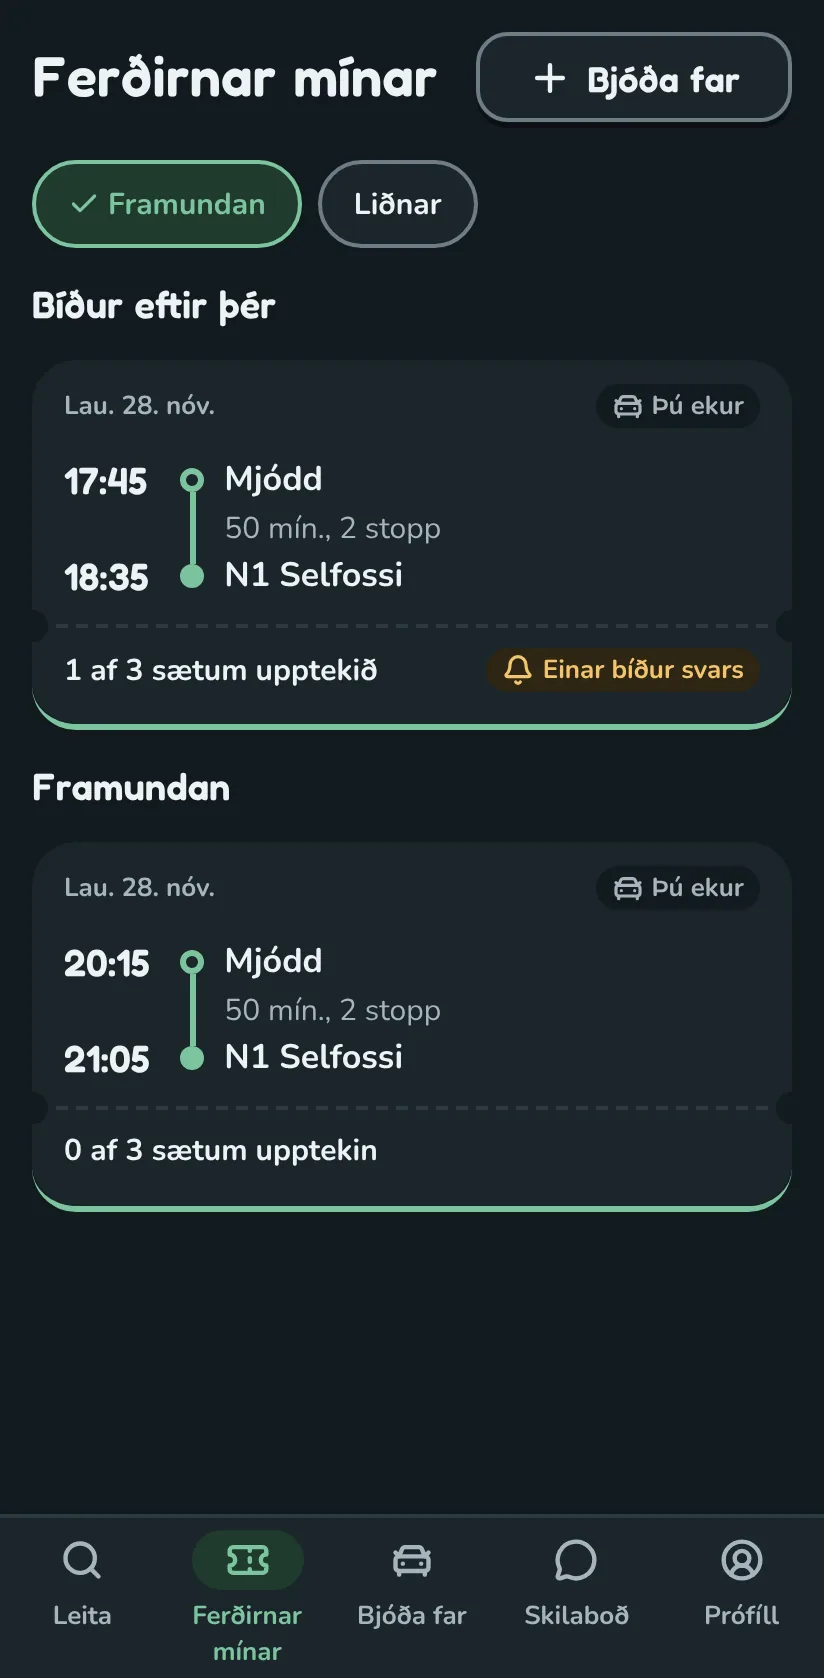 Ferðirnar mínar
Bjóða far
Framundan
Liðnar
Bíður eftir þér
Lau. 28. nóv.
Þú ekur
17:45
Mjódd
50 mín., 2 stopp
18:35
N1 Selfossi
1 af 3 sætum upptekið
Einar bíður svars
Framundan
Lau. 28. nóv.
Þú ekur
20:15
Mjódd
50 mín., 2 stopp
21:05
N1 Selfossi
0 af 3 sætum upptekin
Leita
Ferðirnar
mínar
Bjóða far
Skilaboð
Prófíll